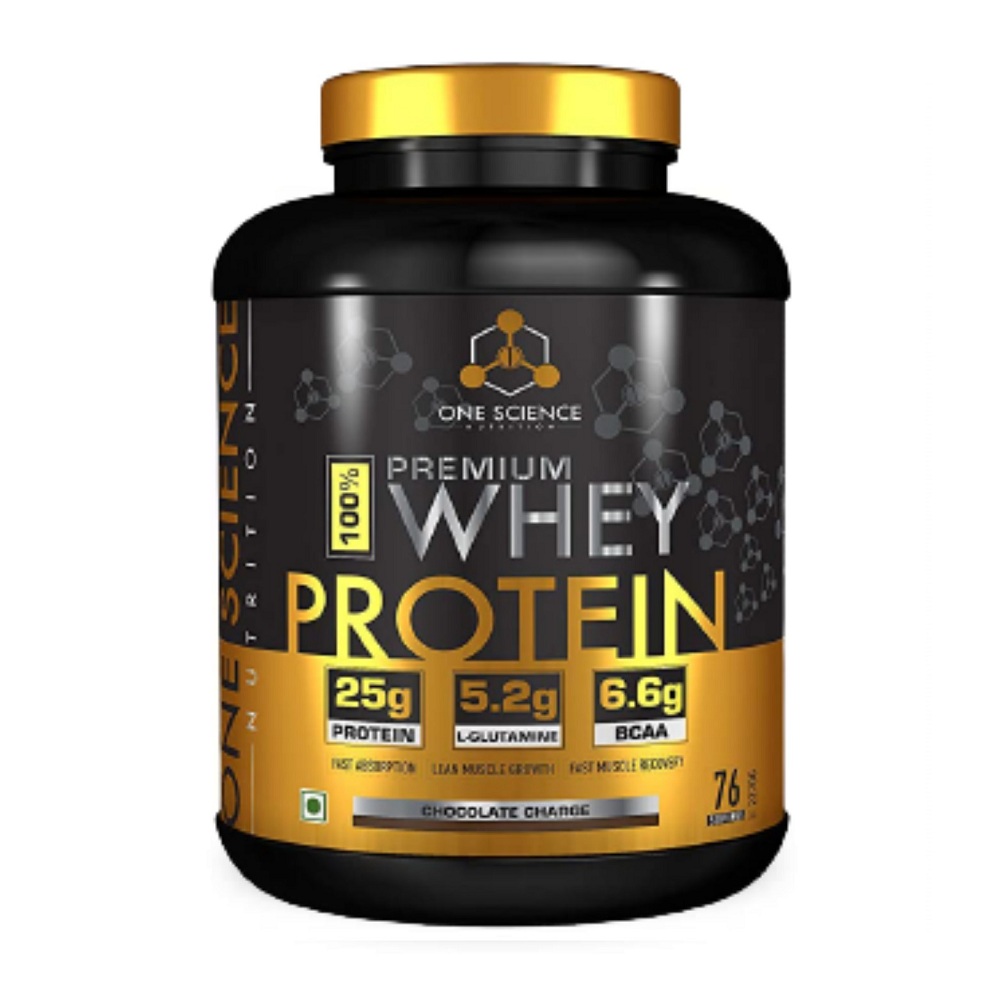 ONE SCIENCE
nutrition
ONE SCIENCE
NUTRITION
100%
PREMIUM
WHEY
PROTEIN
25g
PROTEIN
5.2g
L-GLUTAMINE
6.6g
BCAA
FAST ABSORPTION
LEAN MUSCLE GROWTH
FAST MUSCLE RECOVERY
CHOCOLATE CHARGE
76